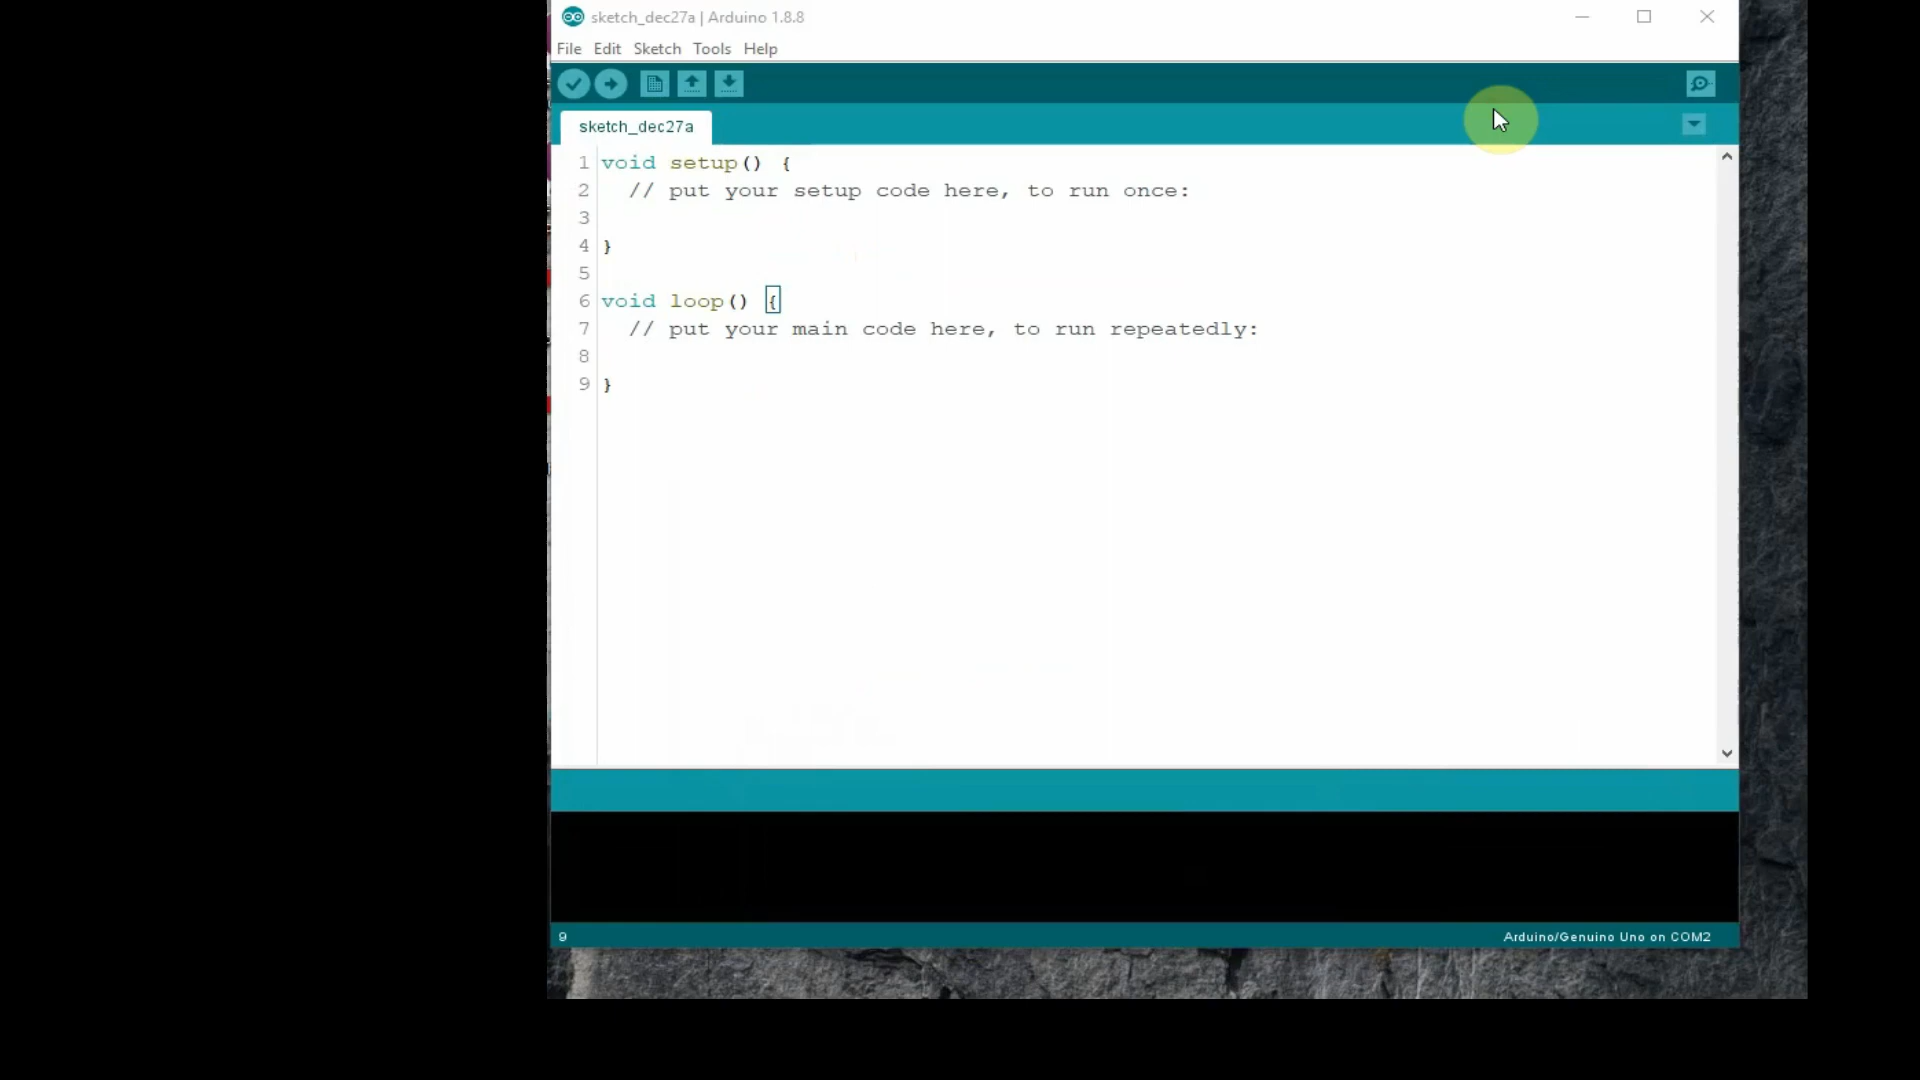 sketch_dec27a | Arduino 1.8.8
File Edit Sketch Tools Help
sketch_dec27a
1 void setup() {
2 // put your setup code here, to run once:
3
4 }
5
6 void loop() {
7 // put your main code here, to run repeatedly:
8
9 }
9 Arduino/Genuino Uno on COM2